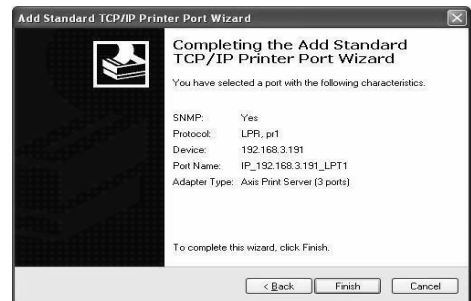 Add Standard TCP/IP Printer Port Wizard
Completing the Add Standard
TCP/IP Printer Port Wizard
You have selected a port with the following characteristics.
SNMP: Yes
Protocol: LPR, pr1
Device: 192.168.3.191
Port Name: IP_192.168.3.191_LPT1
Adapter Type: Axis Print Server (3 ports)
To complete this wizard, click Finish.
< Back Finish Cancel